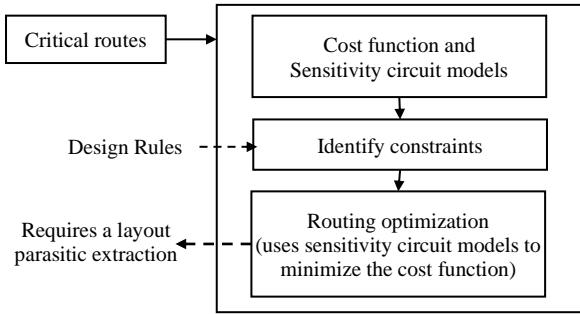 Critical routes
Cost function and
Sensitivity circuit models
Design Rules
Identify constraints
Requires a layout
parasitic extraction
Routing optimization
(uses sensitivity circuit models to
minimize the cost function)